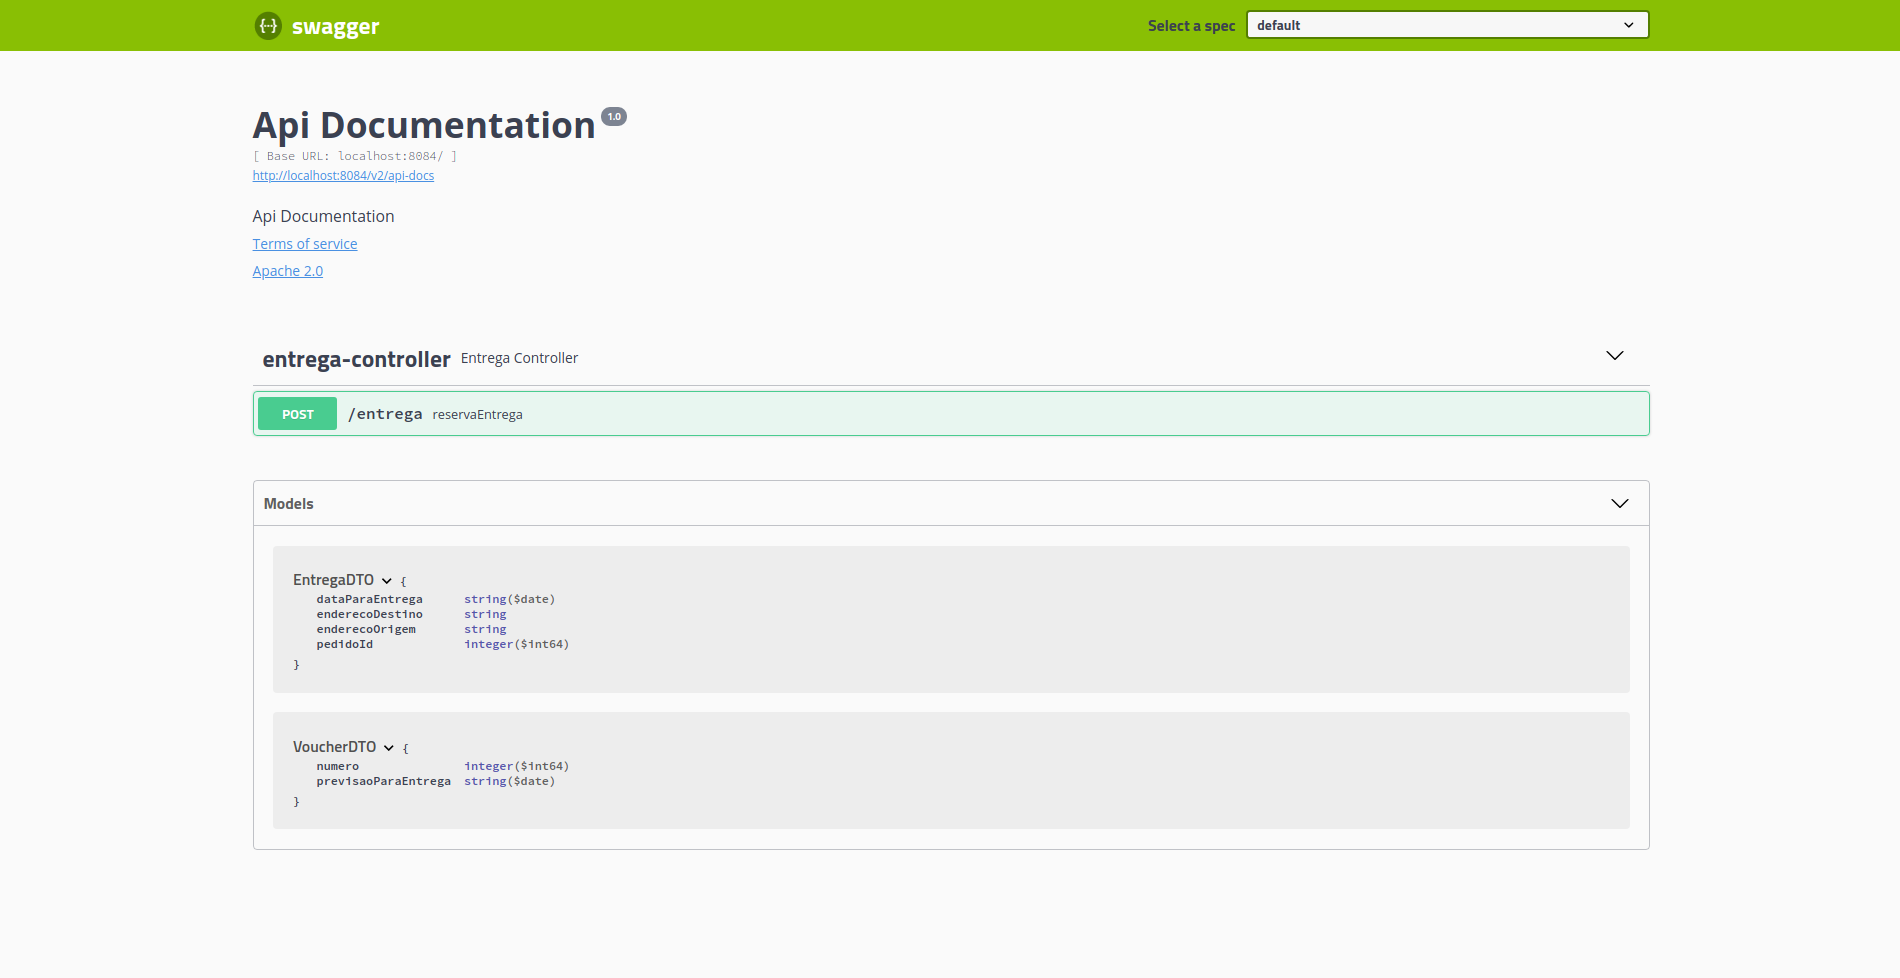 {···} swagger
Select a spec default
Api Documentation 1.0
[ Base URL: localhost:8084/ ]
http://localhost:8084/v2/api-docs
Api Documentation
Terms of service
Apache 2.0
entrega-controller Entrega Controller
POST /entrega reservaEntrega
Models
EntregaDTO {
dataParaEntrega string($date)
enderecoDestino string
enderecoOrigem string
pedidoId integer($int64)
}
VoucherDTO {
numero integer($int64)
previsaoParaEntrega string($date)
}